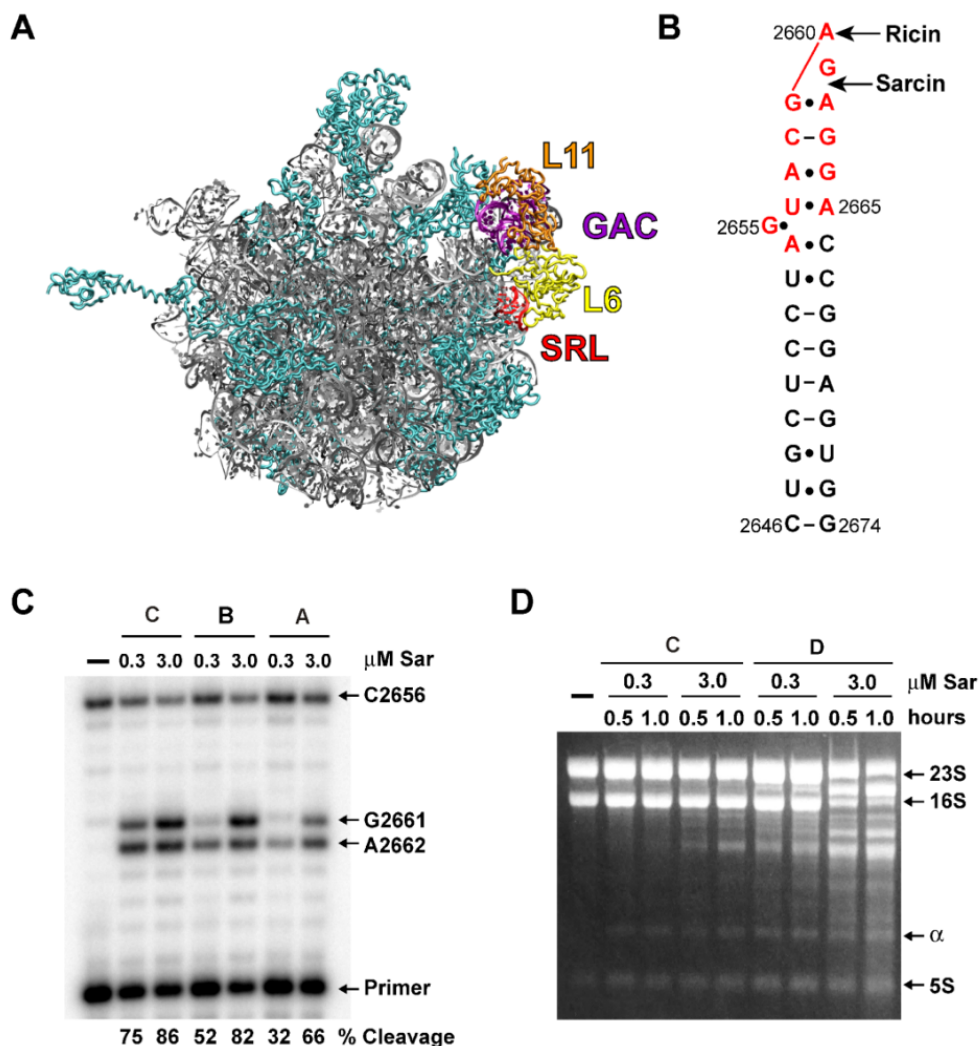 A
L11
GAC
L6
SRL
B
2660 A Ricin
G
Sarcin
G • A
C – G
A • G
U • A 2665
2655 G •
A • C
U • C
C – G
C – G
U – A
C – G
G • U
U • G
2646 C – G 2674
C
C B A
– 0.3 3.0 0.3 3.0 0.3 3.0 μM Sar
C2656
G2661
A2662
Primer
75 86 52 82 32 66 % Cleavage
D
C D
0.3 3.0 0.3 3.0 μM Sar
– 0.5 1.0 0.5 1.0 0.5 1.0 0.5 1.0 hours
23S
16S
α
5S